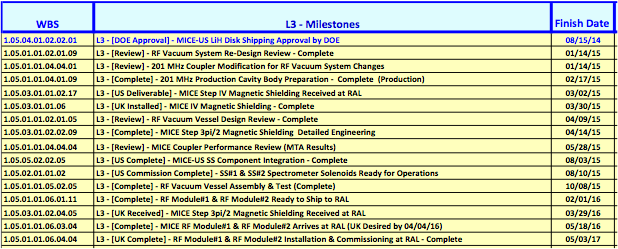 WBS L3 - Milestones Finish Date
1.05.04.01.02.02.01 L3 - [DOE Approval] - MICE-US LiH Disk Shipping Approval by DOE 08/15/14
1.05.01.01.02.01.09 L3 - [Review] - RF Vacuum System Re-Design Review - Complete 01/14/15
1.05.01.01.04.04.01 L3 - [Review] - 201 MHz Coupler Modification for RF Vacuum System Changes 01/14/15
1.05.01.01.04.01.09 L3 - [Complete] - 201 MHz Production Cavity Body Preparation - Complete (Production) 02/17/15
1.05.03.01.01.02.17 L3 - [US Deliverable] - MICE Step IV Magnetic Shielding Received at RAL 03/02/15
1.05.03.01.01.06 L3 - [UK Installed] - MICE IV Magnetic Shielding - Complete 03/30/15
1.05.01.01.02.01.05 L3 - [Review] - RF Vacuum Vessel Design Review - Complete 04/09/15
1.05.03.01.02.02.09 L3 - [Complete] - MICE Step 3pi/2 Magnetic Shielding Detailed Engineering 04/14/15
1.05.01.01.04.04.04 L3 - [Review] - MICE Coupler Performance Review (MTA Results) 05/28/15
1.05.05.02.02.05 L3 - [US Complete] - MICE-US SS Component Integration - Complete 08/03/15
1.05.02.01.01.02 L3 - [US Commission Complete] - SS#1 & SS#2 Spectrometer Solenoids Ready for Operations 08/10/15
1.05.01.01.05.02.05 L3 - [Complete] - RF Vacuum Vessel Assembly & Test (Complete) 10/08/15
1.05.01.01.06.01.11 L3 - [Complete] - RF Module#1 & RF Module#2 Ready to Ship to RAL 02/01/16
1.05.03.01.02.04.05 L3 - [UK Received] - MICE Step 3pi/2 Magnetic Shielding Received at RAL 03/29/16
1.05.01.01.06.03.04 L3 - [Complete] - MICE RF Module#1 & RF Module#2 Arrives at RAL (UK Desired by 04/04/16) 05/18/16
1.05.01.01.06.04.04 L3 - [UK Complete] - RF Module#1 & RF Module#2 Installation & Commissioning at RAL - Complete 05/03/17